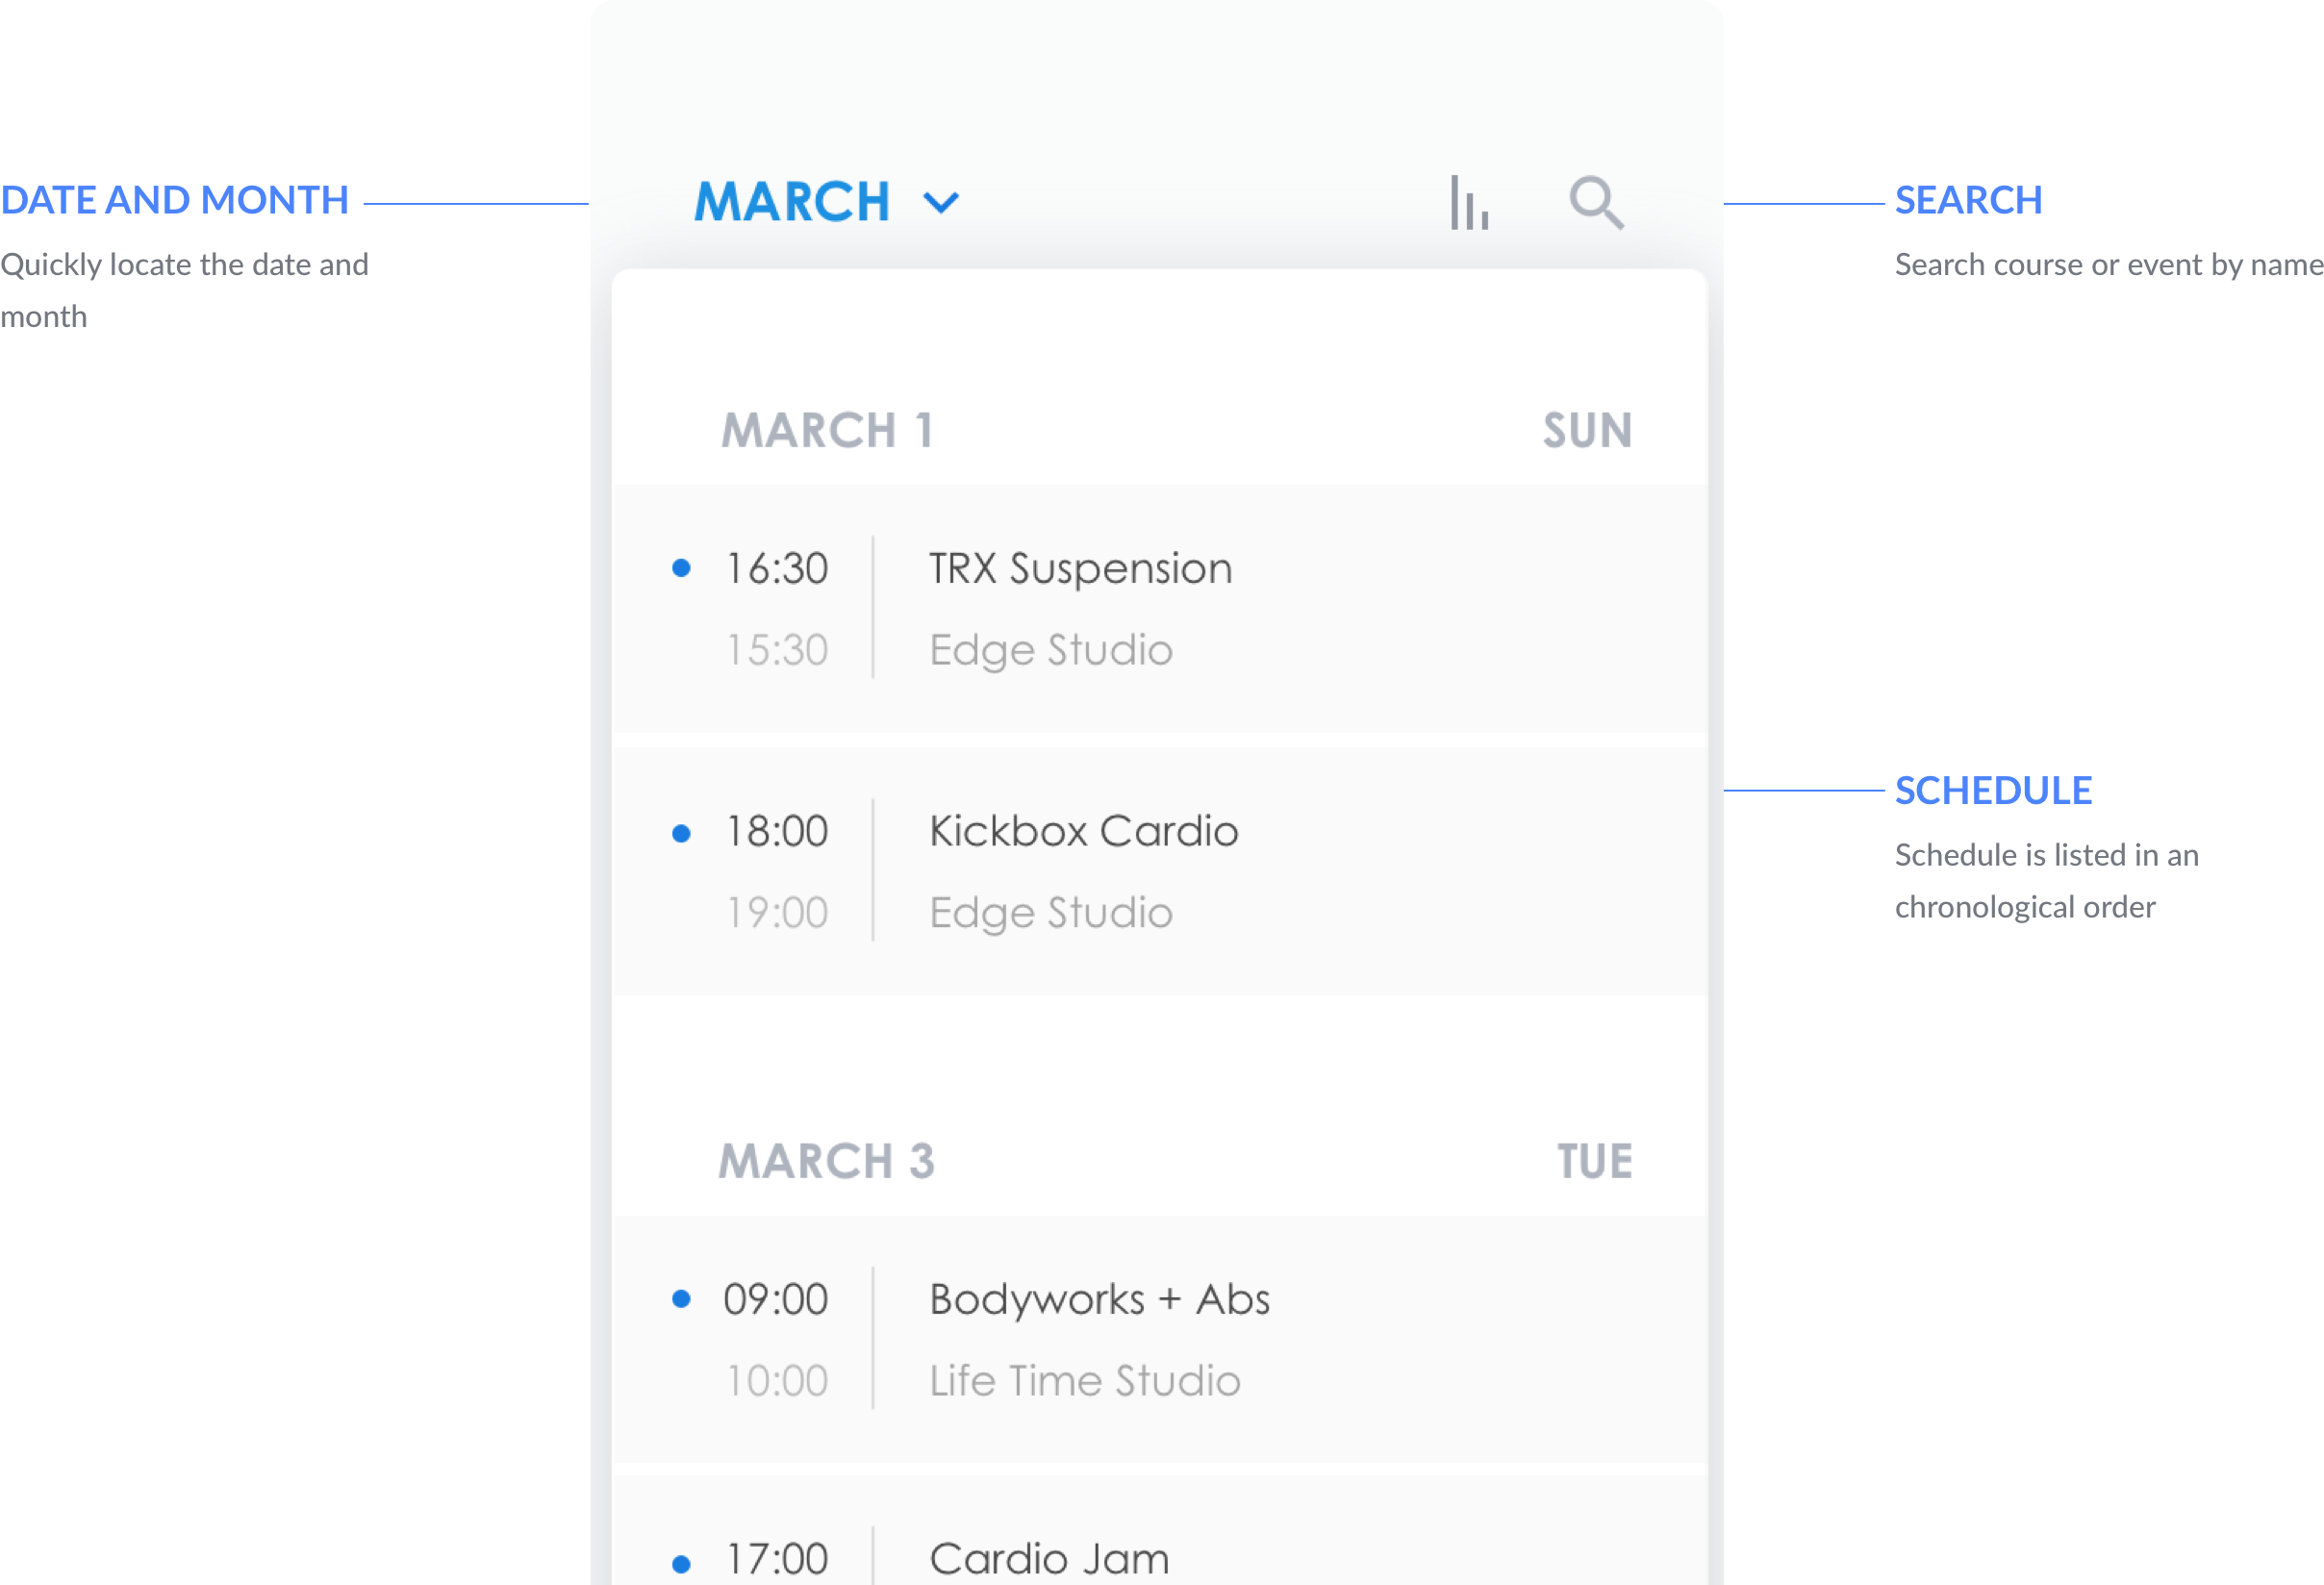 DATE AND MONTH
Quickly locate the date and
month
MARCH
SEARCH
Search course or event by name
MARCH 1 SUN
16:30 TRX Suspension
15:30 Edge Studio
18:00 Kickbox Cardio
19:00 Edge Studio
SCHEDULE
Schedule is listed in an
chronological order
MARCH 3 TUE
09:00 Bodyworks + Abs
10:00 Life Time Studio
17:00 Cardio Jam